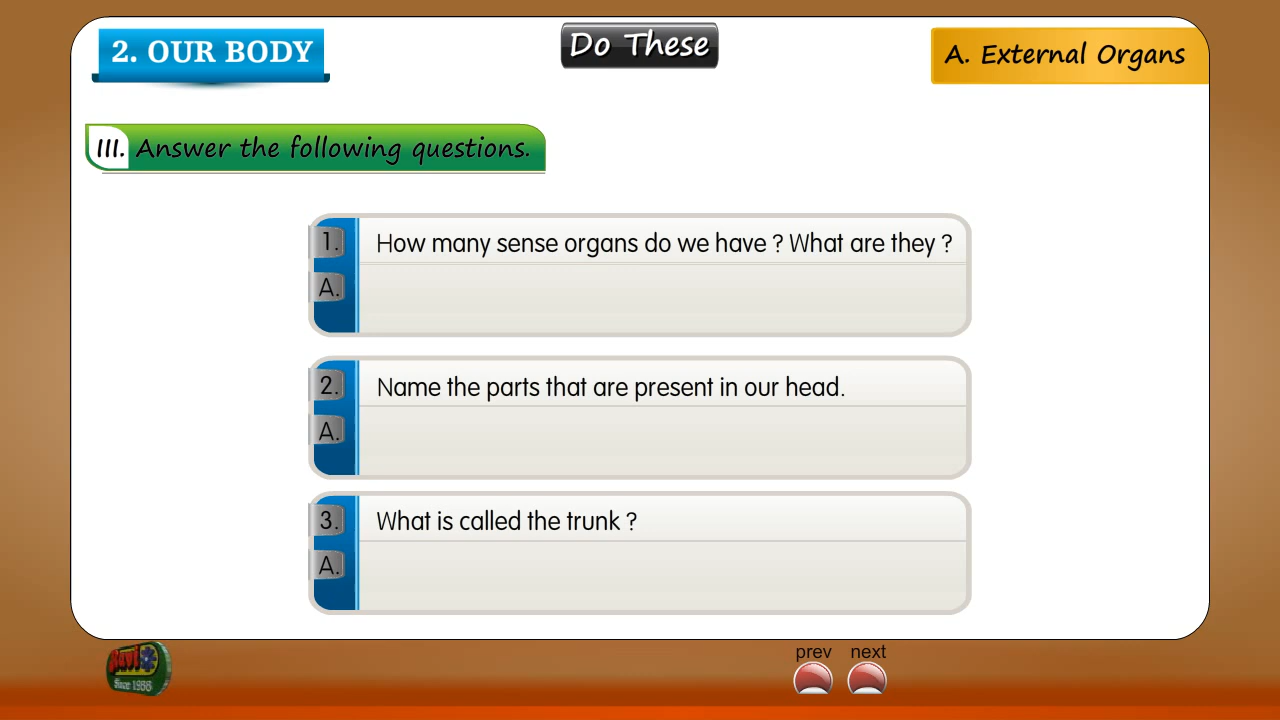 2. OUR BODY
Do These
A. External Organs
III. Answer the following questions.
1. How many sense organs do we have ? What are they ?
A.
2. Name the parts that are present in our head.
A.
3. What is called the trunk ?
A.
Ravi
Since 1988
prev next